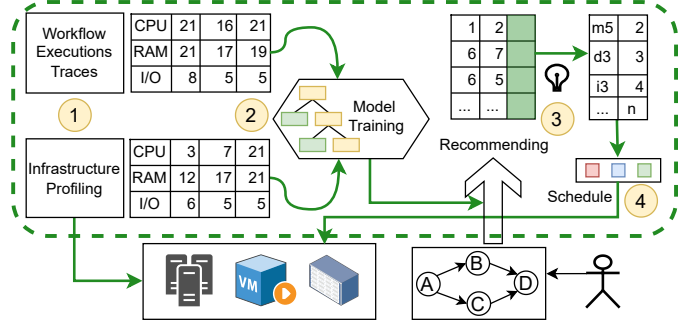 Workflow
Executions
Traces
CPU 21 16 21
RAM 21 17 19
I/O 8 5 5
1
2
Model
Training
1 2
6 7
6 5
... ...
3
m5 2
d3 3
i3 4
... n
Recommending
Infrastructure
Profiling
CPU 3 7 21
RAM 12 17 21
I/O 6 5 5
Schedule
4
VM
A
B
C
D